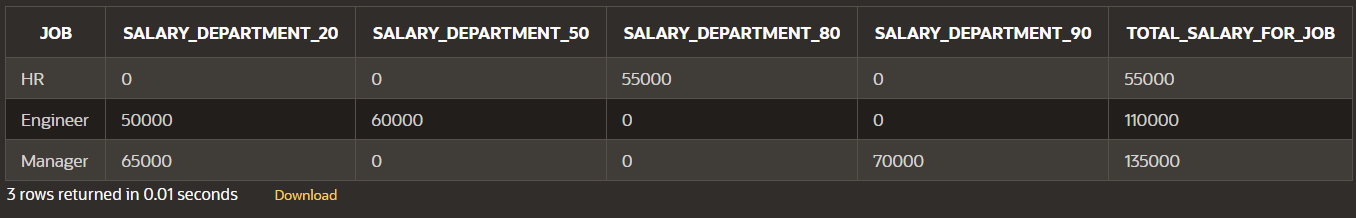 JOB SALARY_DEPARTMENT_20 SALARY_DEPARTMENT_50 SALARY_DEPARTMENT_80 SALARY_DEPARTMENT_90 TOTAL_SALARY_FOR_JOB
HR 0 0 55000 0 55000
Engineer 50000 60000 0 0 110000
Manager 65000 0 0 70000 135000
3 rows returned in 0.01 seconds Download